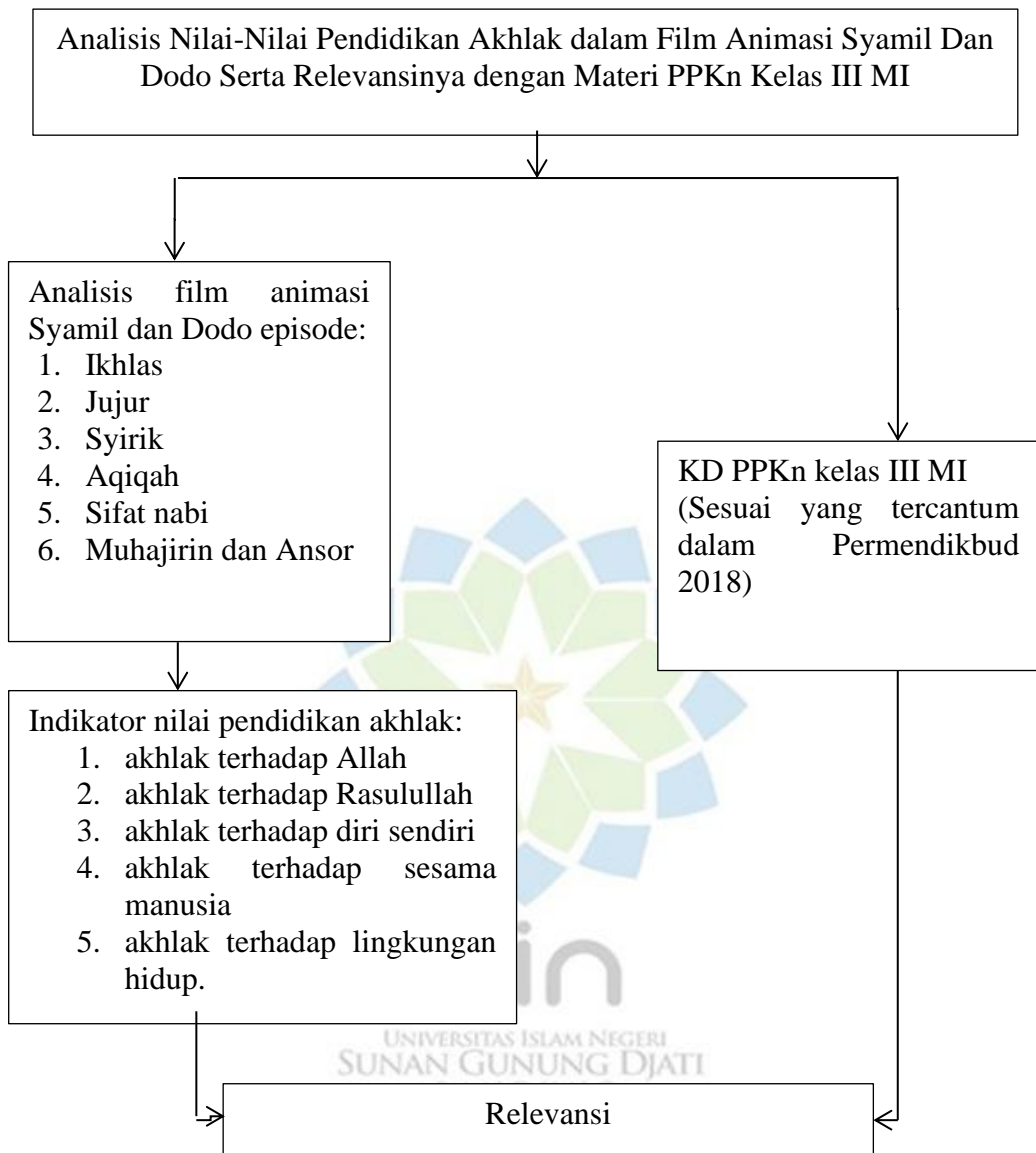 Analisis Nilai-Nilai Pendidikan Akhlak dalam Film Animasi Syamil Dan
Dodo Serta Relevansinya dengan Materi PPKn Kelas III MI
Analisis film animasi
Syamil dan Dodo episode:
1. Ikhlas
2. Jujur
3. Syirik
4. Aqiqah
5. Sifat nabi
6. Muhajirin dan Ansor
KD PPKn kelas III MI
(Sesuai yang tercantum
dalam Permendikbud
2018)
Indikator nilai pendidikan akhlak:
1. akhlak terhadap Allah
2. akhlak terhadap Rasulullah
3. akhlak terhadap diri sendiri
4. akhlak terhadap sesama
manusia
5. akhlak terhadap lingkungan
hidup.
UNIVERSITAS ISLAM NEGERI
SUNAN GUNUNG DJATI
Relevansi